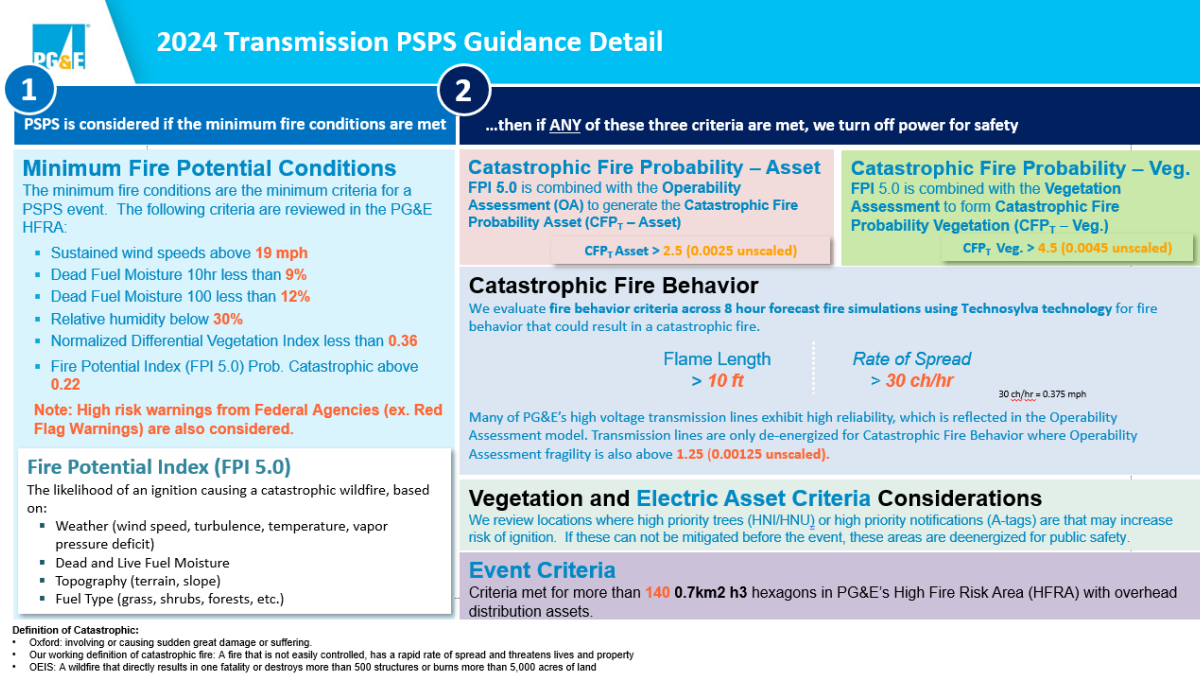 PG&E
2024 Transmission PSPS Guidance Detail
1
PSPS is considered if the minimum fire conditions are met
2
...then if ANY of these three criteria are met, we turn off power for safety
Minimum Fire Potential Conditions
The minimum fire conditions are the minimum criteria for a
PSPS event. The following criteria are reviewed in the PG&E
HFRA:
▪ Sustained wind speeds above 19 mph
▪ Dead Fuel Moisture 10hr less than 9%
▪ Dead Fuel Moisture 100 less than 12%
▪ Relative humidity below 30%
▪ Normalized Differential Vegetation Index less than 0.36
▪ Fire Potential Index (FPI 5.0) Prob. Catastrophic above
0.22
Note: High risk warnings from Federal Agencies (ex. Red
Flag Warnings) are also considered.
Fire Potential Index (FPI 5.0)
The likelihood of an ignition causing a catastrophic wildfire, based
on:
▪ Weather (wind speed, turbulence, temperature, vapor
pressure deficit)
▪ Dead and Live Fuel Moisture
▪ Topography (terrain, slope)
▪ Fuel Type (grass, shrubs, forests, etc.)
Catastrophic Fire Probability – Asset
FPI 5.0 is combined with the Operability
Assessment (OA) to generate the Catastrophic Fire
Probability Asset (CFPT – Asset)
CFPT Asset > 2.5 (0.0025 unscaled)
Catastrophic Fire Probability – Veg.
FPI 5.0 is combined with the Vegetation
Assessment to form Catastrophic Fire
Probability Vegetation (CFPT – Veg.)
CFPT Veg. > 4.5 (0.0045 unscaled)
Catastrophic Fire Behavior
We evaluate fire behavior criteria across 8 hour forecast fire simulations using Technosylva technology for fire
behavior that could result in a catastrophic fire.
Flame Length
> 10 ft
Rate of Spread
> 30 ch/hr
30 ch/hr = 0.375 mph
Many of PG&E's high voltage transmission lines exhibit high reliability, which is reflected in the Operability
Assessment model. Transmission lines are only de-energized for Catastrophic Fire Behavior where Operability
Assessment fragility is also above 1.25 (0.00125 unscaled).
Vegetation and Electric Asset Criteria Considerations
We review locations where high priority trees (HNI/HNU) or high priority notifications (A-tags) are that may increase
risk of ignition. If these can not be mitigated before the event, these areas are deenergized for public safety.
Event Criteria
Criteria met for more than 140 0.7km2 h3 hexagons in PG&E's High Fire Risk Area (HFRA) with overhead
distribution assets.
Definition of Catastrophic:
• Oxford: involving or causing sudden great damage or suffering.
• Our working definition of catastrophic fire: A fire that is not easily controlled, has a rapid rate of spread and threatens lives and property
• OEIS: A wildfire that directly results in one fatality or destroys more than 500 structures or burns more than 5,000 acres of land